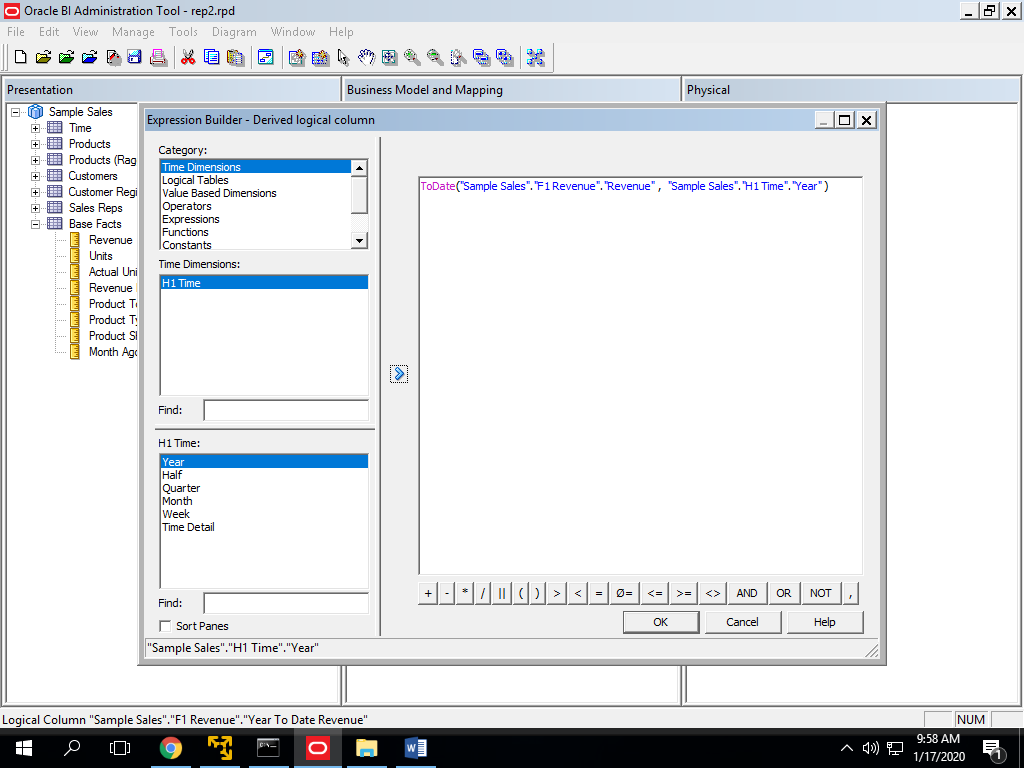 Oracle BI Administration Tool - rep2.rpd
File Edit View Manage Tools Diagram Window Help
Presentation
Business Model and Mapping
Physical
Sample Sales
Time
Products
Products (Rag
Customers
Customer Regi
Sales Reps
Base Facts
Revenue
Units
Actual Uni
Revenue
Product T
Product Ty
Product Sl
Month Ago
Expression Builder - Derived logical column
Category:
Time Dimensions
Logical Tables
Value Based Dimensions
Operators
Expressions
Functions
Constants
Time Dimensions:
H1 Time
Find:
H1 Time:
Year
Half
Quarter
Month
Week
Time Detail
Find:
Sort Panes
ToDate("Sample Sales"."F1 Revenue"."Revenue" , "Sample Sales"."H1 Time"."Year" )
+ - * / || ( ) > < = Ø= <= >= <> AND OR NOT ,
OK Cancel Help
"Sample Sales"."H1 Time"."Year"
Logical Column "Sample Sales"."F1 Revenue"."Year To Date Revenue"
NUM
9:58 AM
1/17/2020
1